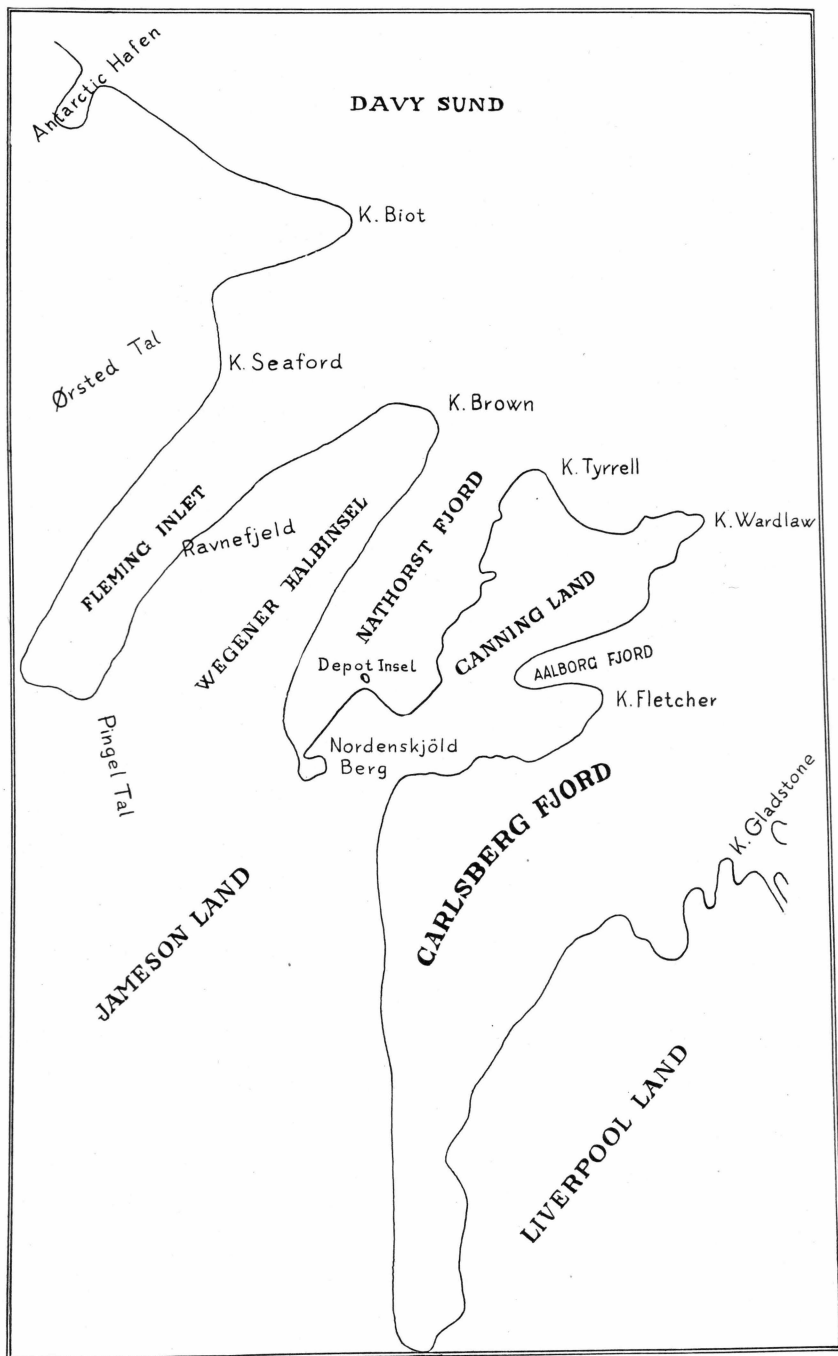 Antarctic Hafen
DAVY SUND
K. Biot
Ørsted Tal
K. Seaford
K. Brown
K. Tyrrell
K. Wardlaw
FLEMING INLET
Ravnefjeld
WEGENER HALBINSEL
NATHORST FJORD
CANNING LAND
AALBORG FJORD
Depot Insel
K. Fletcher
Pingel Tal
Nordenskjöld
Berg
CARLSBERG FJORD
K. Gladstone
JAMESON LAND
LIVERPOOL LAND